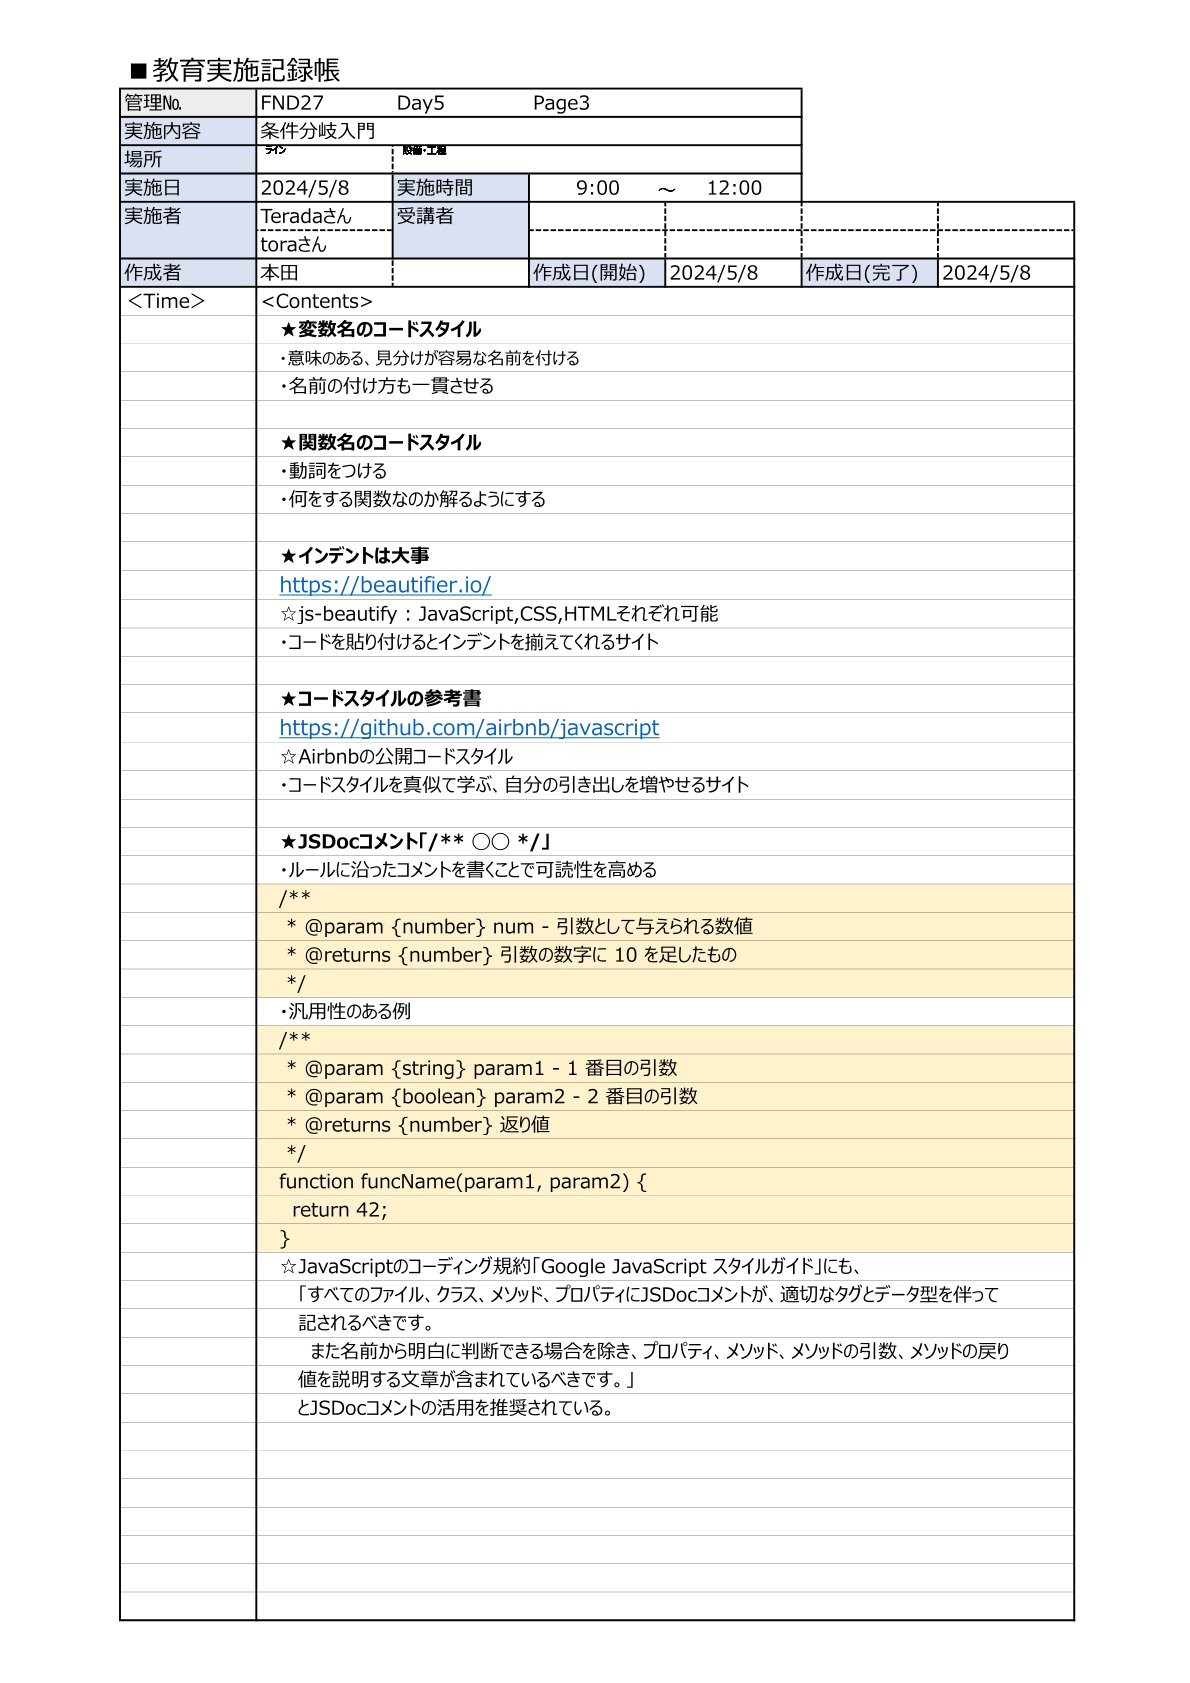 ■教育実施記録帳
管理No. FND27 Day5 Page3
実施内容 条件分岐入門
場所 ライン 設備・工程
実施日 2024/5/8 実施時間 9:00 ～ 12:00
実施者 Teradaさん 受講者
toraさん
作成者 本田 作成日(開始) 2024/5/8 作成日(完了) 2024/5/8
＜Time＞ <Contents>
★変数名のコードスタイル
・意味のある、見分けが容易な名前を付ける
・名前の付け方も一貫させる
★関数名のコードスタイル
・動詞をつける
・何をする関数なのか解るようにする
★インデントは大事
https://beautifier.io/
☆js-beautify : JavaScript,CSS,HTMLそれぞれ可能
・コードを貼り付けるとインデントを揃えてくれるサイト
★コードスタイルの参考書
https://github.com/airbnb/javascript
☆Airbnbの公開コードスタイル
・コードスタイルを真似て学ぶ、自分の引き出しを増やせるサイト
★JSDocコメント「/** 〇〇 */」
・ルールに沿ったコメントを書くことで可読性を高める
/**
* @param {number} num - 引数として与えられる数値
* @returns {number} 引数の数字に 10 を足したもの
*/
・汎用性のある例
/**
* @param {string} param1 - 1 番目の引数
* @param {boolean} param2 - 2 番目の引数
* @returns {number} 返り値
*/
function funcName(param1, param2) {
return 42;
}
☆JavaScriptのコーディング規約「Google JavaScript スタイルガイド」にも、
「すべてのファイル、クラス、メソッド、プロパティにJSDocコメントが、適切なタグとデータ型を伴って
記されるべきです。
また名前から明白に判断できる場合を除き、プロパティ、メソッド、メソッドの引数、メソッドの戻り
値を説明する文章が含まれているべきです。」
とJSDocコメントの活用を推奨されている。